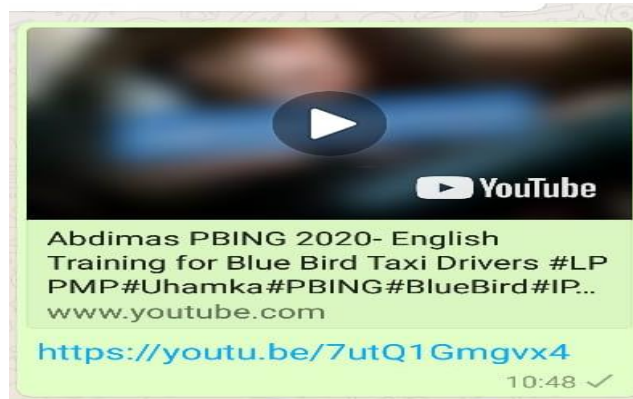 YouTube
Abdimas PBING 2020- English
Training for Blue Bird Taxi Drivers #LP
PMP#Uhamka#PBING#BlueBird#IP...
www.youtube.com
https://youtu.be/7utQ1Gmgvx4
10:48